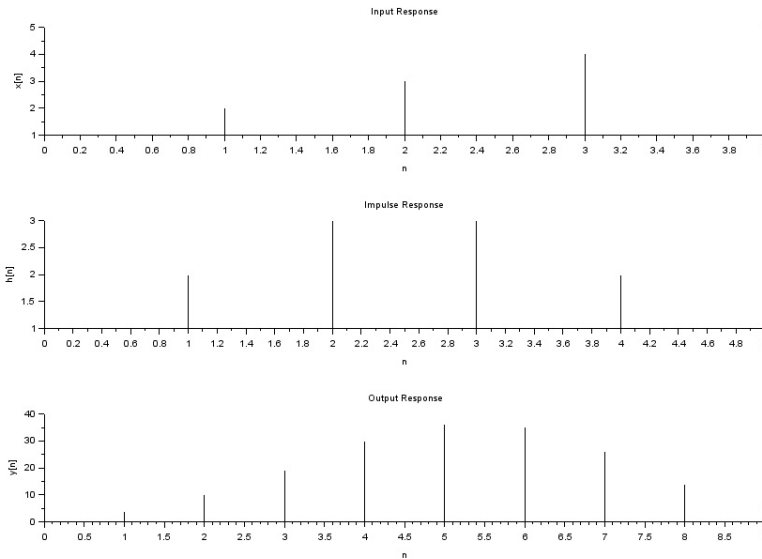 Input Response
5
4
3
2
1
x[n]
0 0.2 0.4 0.6 0.8 1 1.2 1.4 1.6 1.8 2 2.2 2.4 2.6 2.8 3 3.2 3.4 3.6 3.8
n
Impulse Response
3
2.5
2
1.5
1
h[n]
0 0.2 0.4 0.6 0.8 1 1.2 1.4 1.6 1.8 2 2.2 2.4 2.6 2.8 3 3.2 3.4 3.6 3.8 4 4.2 4.4 4.6 4.8
n
Output Response
40
30
20
10
0
y[n]
0 0.5 1 1.5 2 2.5 3 3.5 4 4.5 5 5.5 6 6.5 7 7.5 8 8.5
n